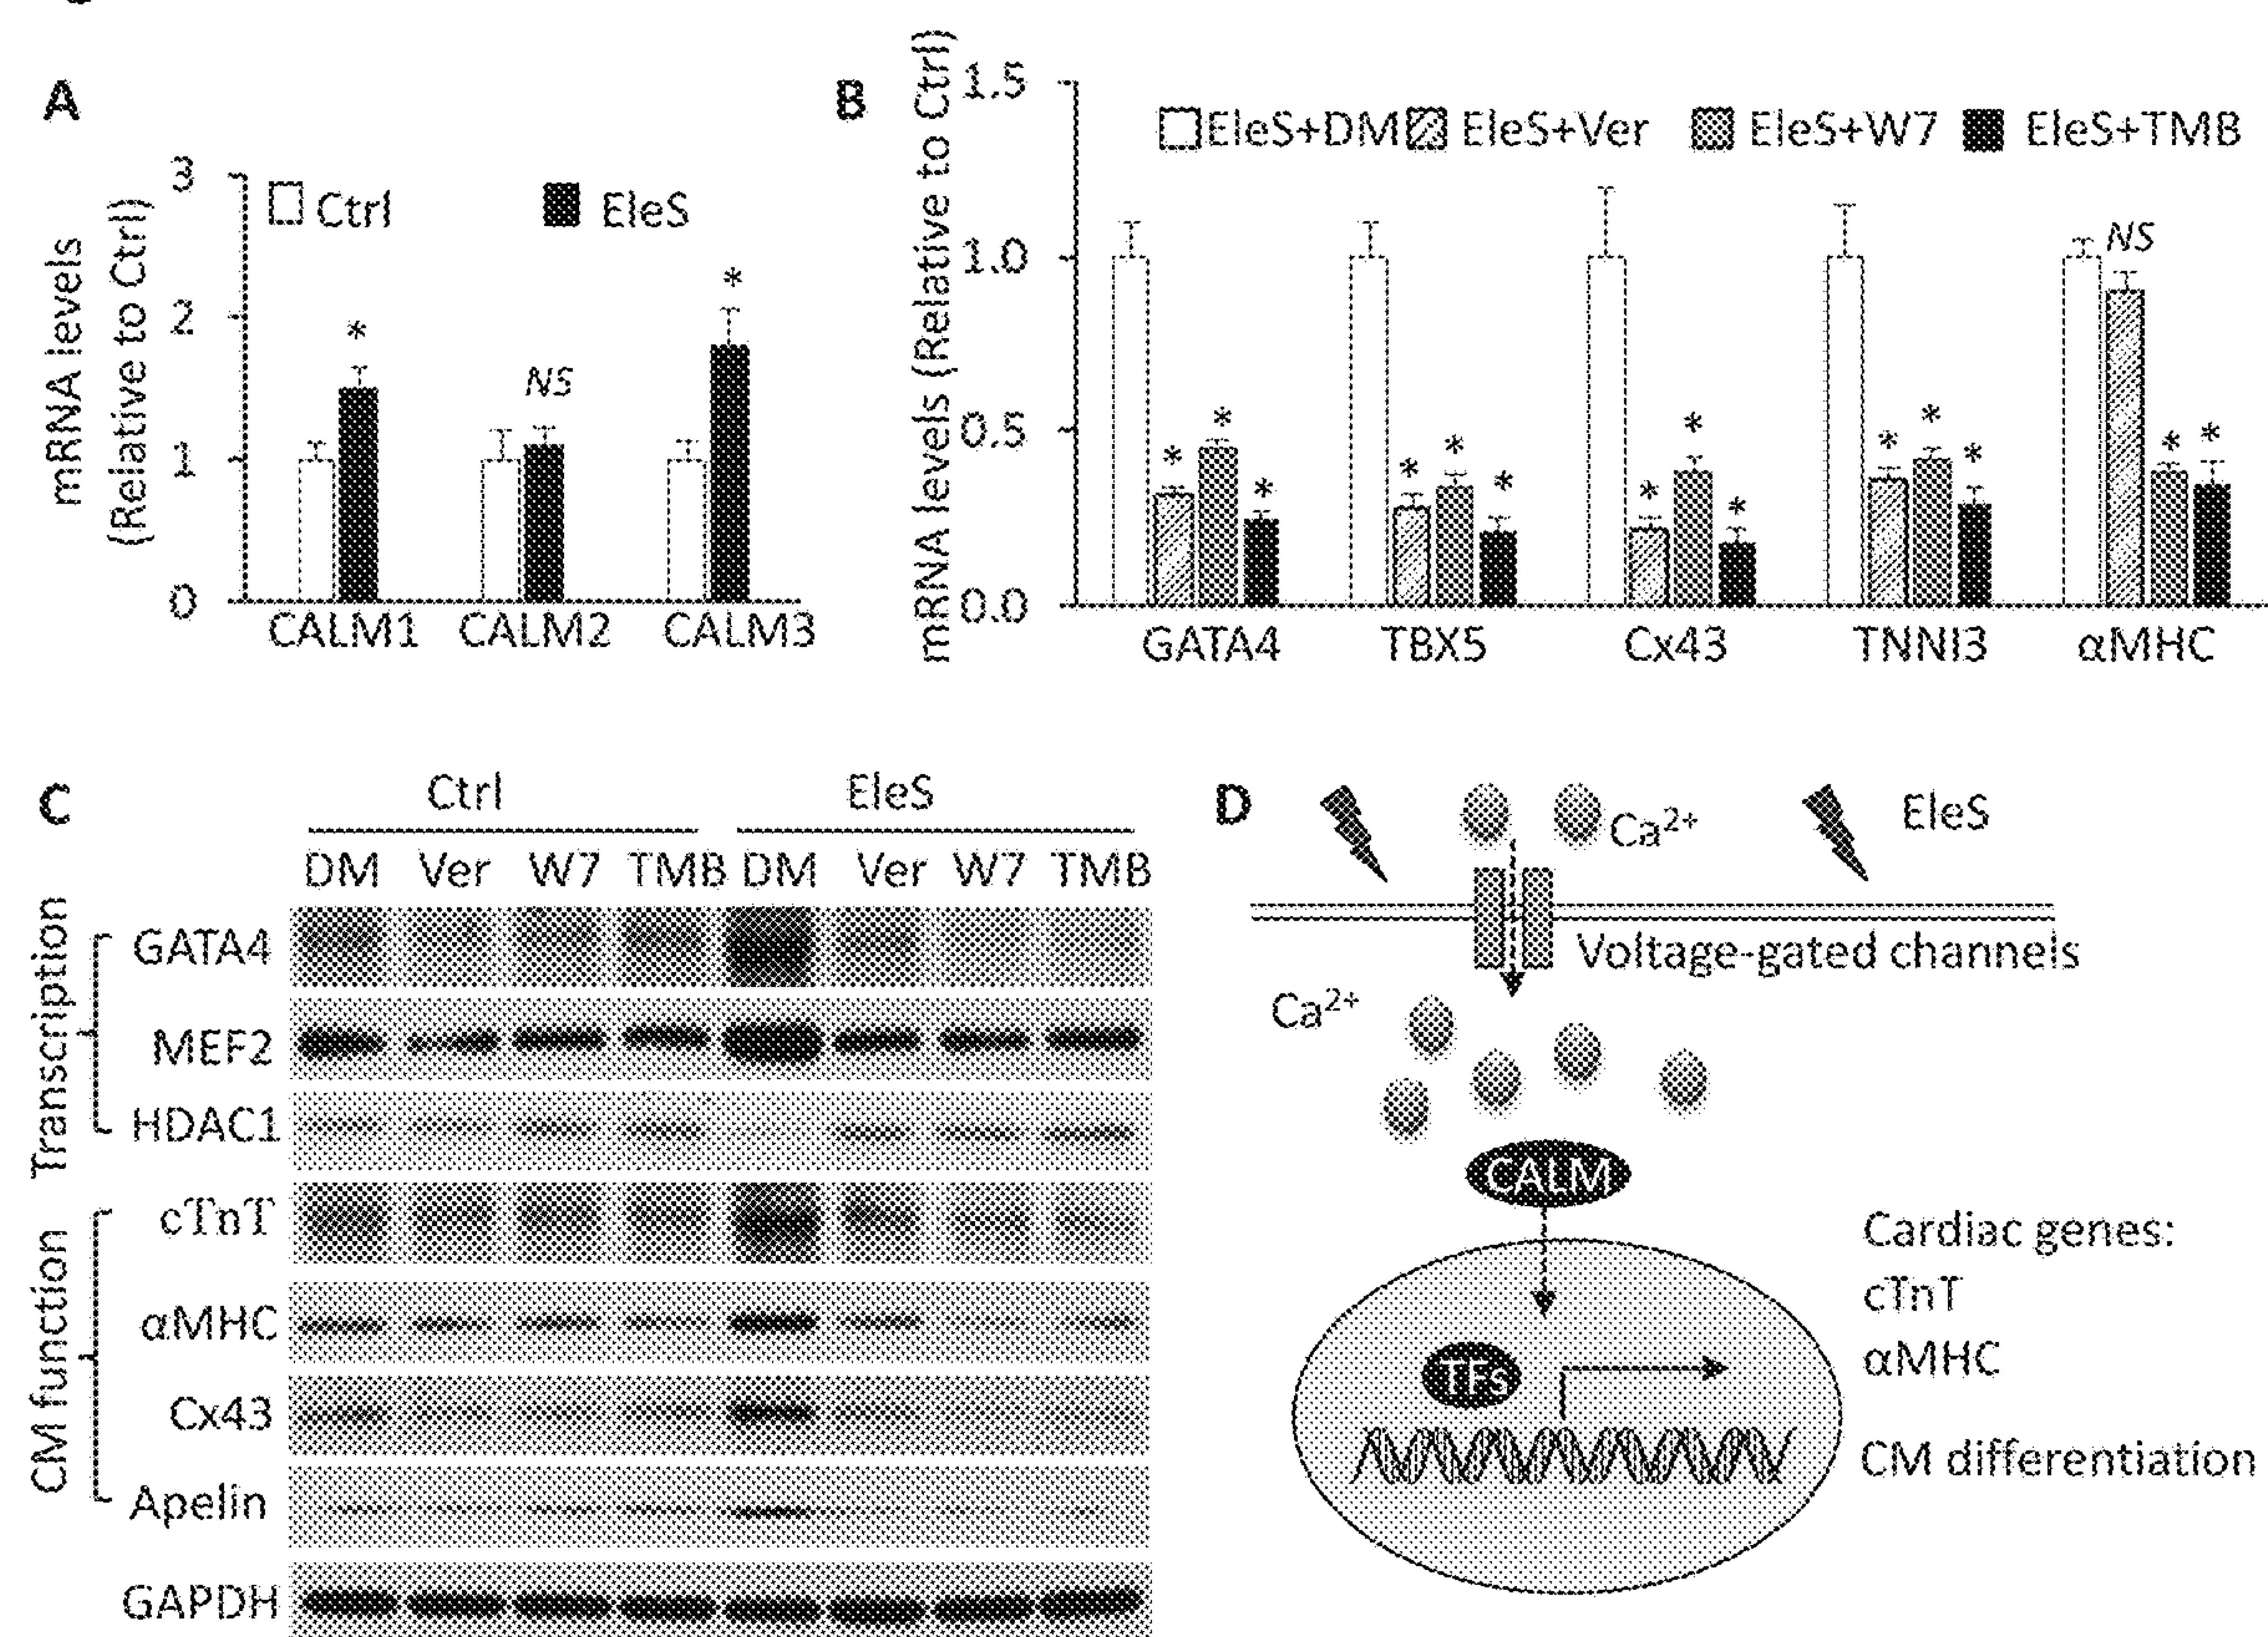 A
mRNA levels
(Relative to Ctrl)
3
2
1
0
Ctrl
EleS
*
NS
*
CALM1 CALM2 CALM3
B
mRNA levels (Relative to Ctrl)
1.5
1.0
0.5
0.0
EleS+DM EleS+Ver EleS+W7 EleS+TMB
* * *
* * *
* * *
* * *
NS * *
GATA4 TBX5 Cx43 TNNI3 αMHC
C
Ctrl EleS
DM Ver W7 TMB DM Ver W7 TMB
Transcription
GATA4
MEF2
HDAC1
CM function
cTnT
αMHC
Cx43
Apelin
GAPDH
D
Ca²⁺
EleS
Voltage-gated channels
Ca²⁺
CALM
TFs
Cardiac genes:
cTnT
αMHC
CM differentiation